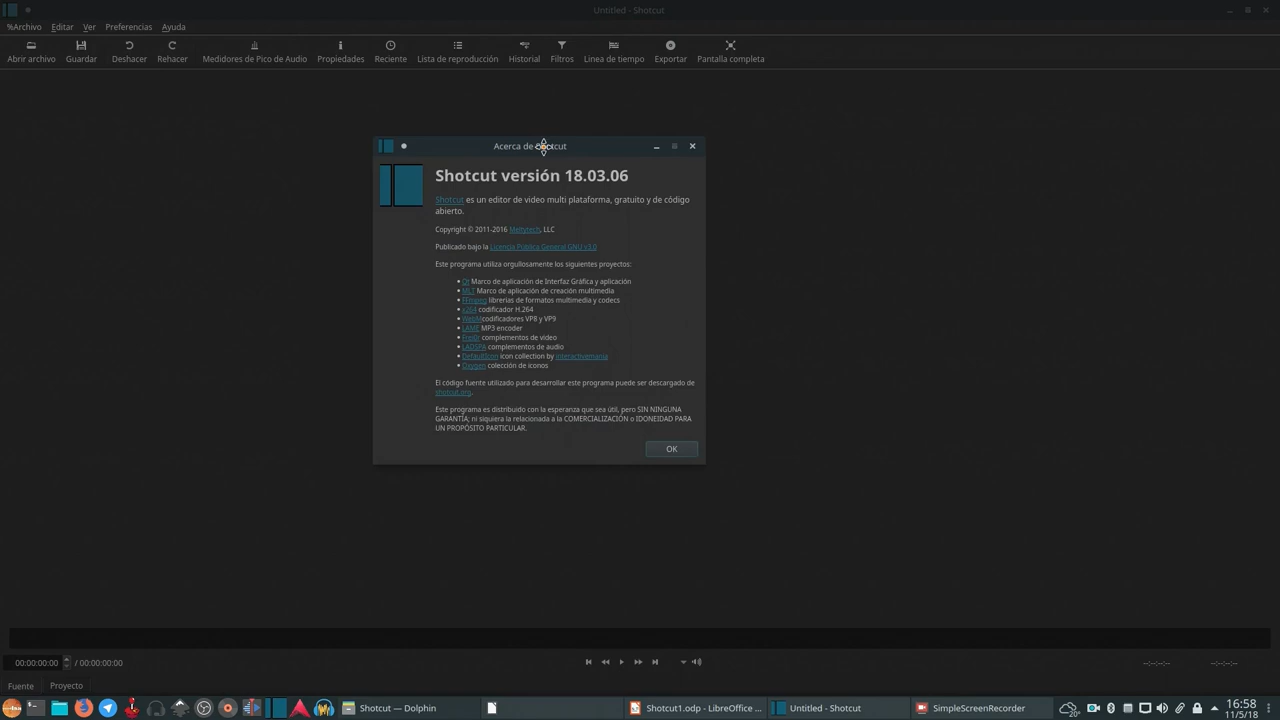 Untitled - Shotcut
%Archivo Editar Ver Preferencias Ayuda
Abrir archivo Guardar Deshacer Rehacer Medidores de Pico de Audio Propiedades Reciente Lista de reproducción Historial Filtros Linea de tiempo Exportar Pantalla completa
Acerca de Shotcut
Shotcut versión 18.03.06
Shotcut es un editor de video multi plataforma, gratuito y de código
abierto.
Copyright © 2011-2016 Meltytech, LLC
Publicado bajo la Licencia Pública General GNU v3.0
Este programa utiliza orgullosamente los siguientes proyectos:
Qt Marco de aplicación de Interfaz Gráfica y aplicación
MLT Marco de aplicación de creación multimedia
FFmpeg librerias de formatos multimedia y codecs
x264 codificador H.264
WebMcodificadores VP8 y VP9
LAME MP3 encoder
Frei0r complementos de video
LADSPA complementos de audio
DefaultIcon icon collection by interactivemania
Oxygen colección de iconos
El código fuente utilizado para desarrollar este programa puede ser descargado de
shotcut.org.
Este programa es distribuido con la esperanza que sea útil, pero SIN NINGUNA
GARANTÍA; ni siquiera la relacionada a la COMERCIALIZACIÓN o IDONEIDAD PARA
UN PROPÓSITO PARTICULAR.
OK
00:00:00:00 / 00:00:00:00 --:--:--:-- --:--:--:--
Fuente Proyecto
Shotcut — Dolphin Shotcut1.odp - LibreOffice ... Untitled - Shotcut SimpleScreenRecorder 20° 16:58
11/5/18